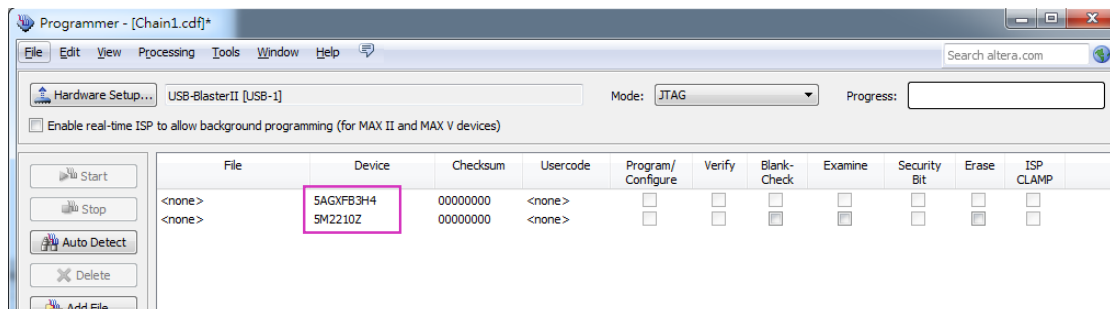 Programmer - [Chain1.cdf]*
File Edit View Processing Tools Window Help
Search altera.com
Hardware Setup... USB-BlasterII [USB-1] Mode: JTAG Progress:
Enable real-time ISP to allow background programming (for MAX II and MAX V devices)
File Device Checksum Usercode Program/Configure Verify Blank-Check Examine Security Bit Erase ISP CLAMP
<none> 5AGXFB3H4 00000000 <none>
<none> 5M2210Z 00000000 <none>
Start
Stop
Auto Detect
Delete
Add File...